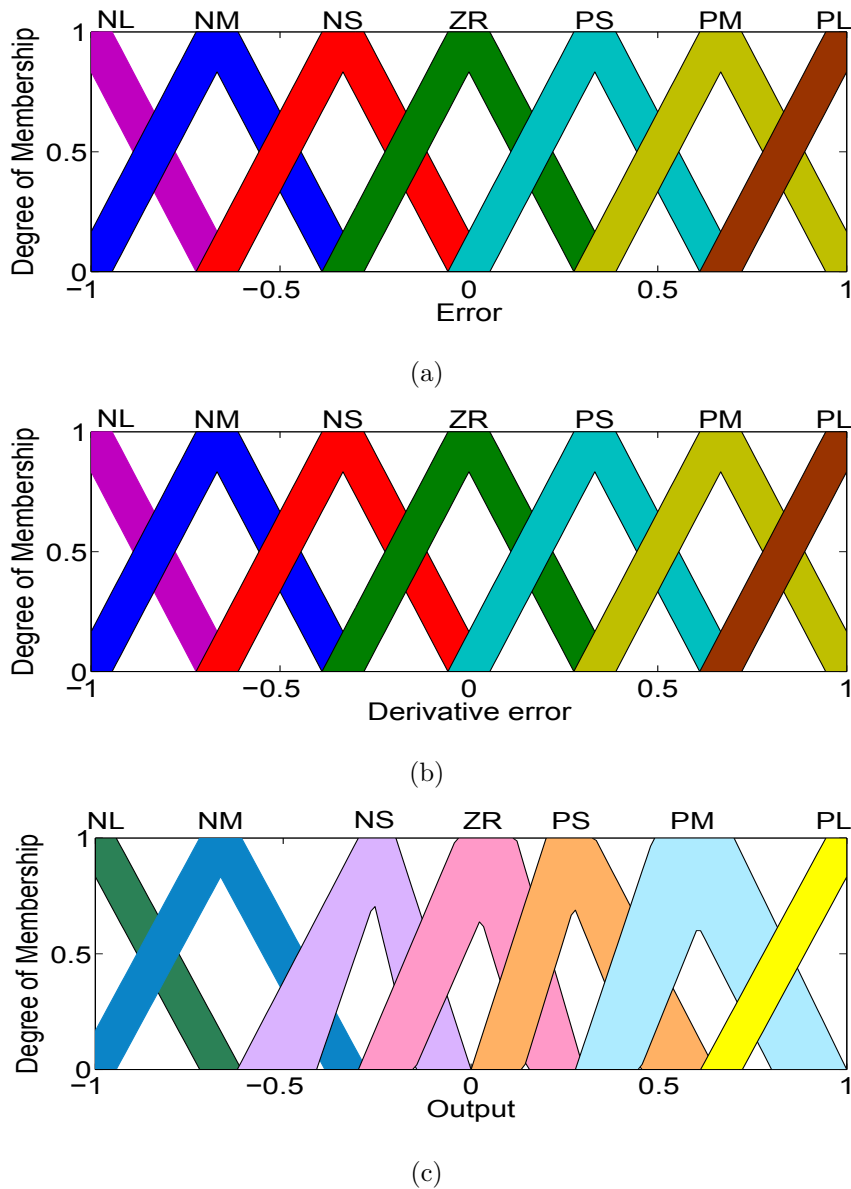 NL NM NS ZR PS PM PL
1
0.5
0
Degree of Membership
−1 −0.5 0 0.5 1
Error
(a)
NL NM NS ZR PS PM PL
1
0.5
0
Degree of Membership
−1 −0.5 0 0.5 1
Derivative error
(b)
NL NM NS ZR PS PM PL
1
0.5
0
Degree of Membership
−1 −0.5 0 0.5 1
Output
(c)